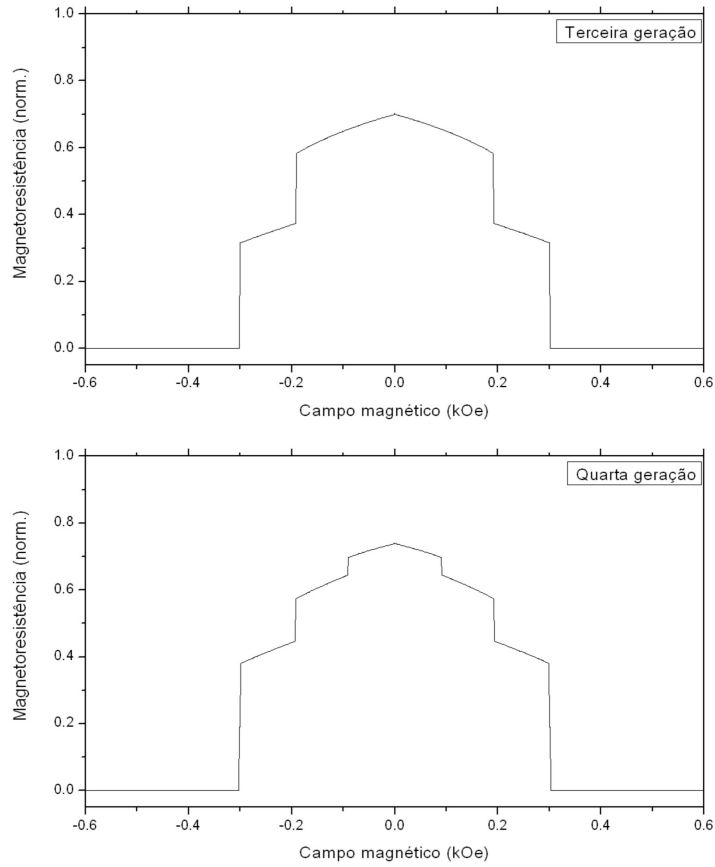 1.0
Terceira geração
0.8
0.6
0.4
0.2
0.0
Magnetoresistência (norm.)
-0.6 -0.4 -0.2 0.0 0.2 0.4 0.6
Campo magnético (kOe)
1.0
Quarta geração
0.8
0.6
0.4
0.2
0.0
Magnetoresistência (norm.)
-0.6 -0.4 -0.2 0.0 0.2 0.4 0.6
Campo magnético (kOe)